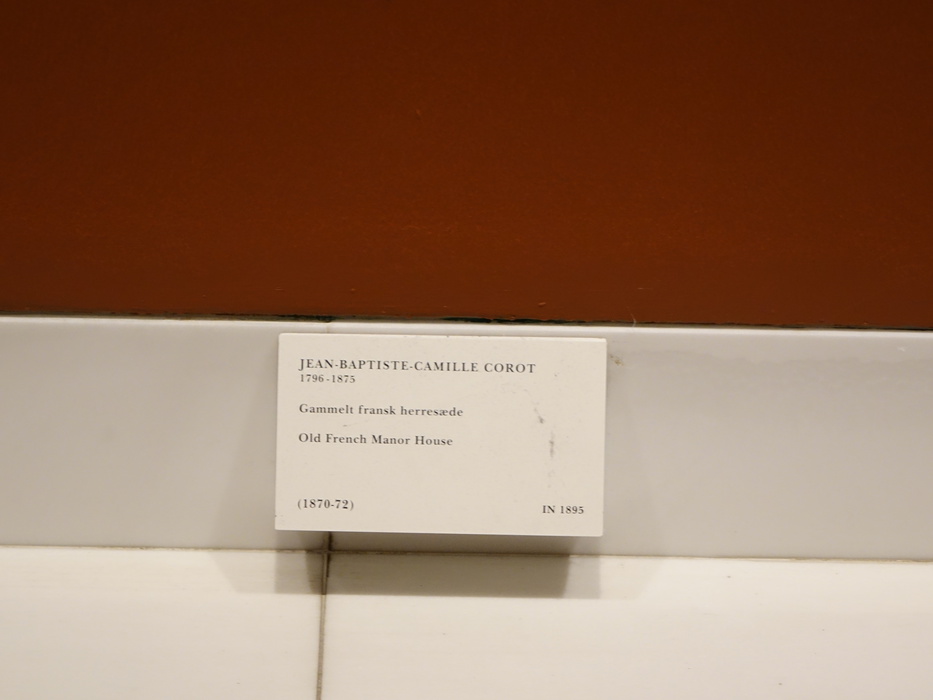 JEAN-BAPTISTE-CAMILLE COROT
1796-1875
Gammelt fransk herresæde
Old French Manor House
(1870-72)
IN 1895